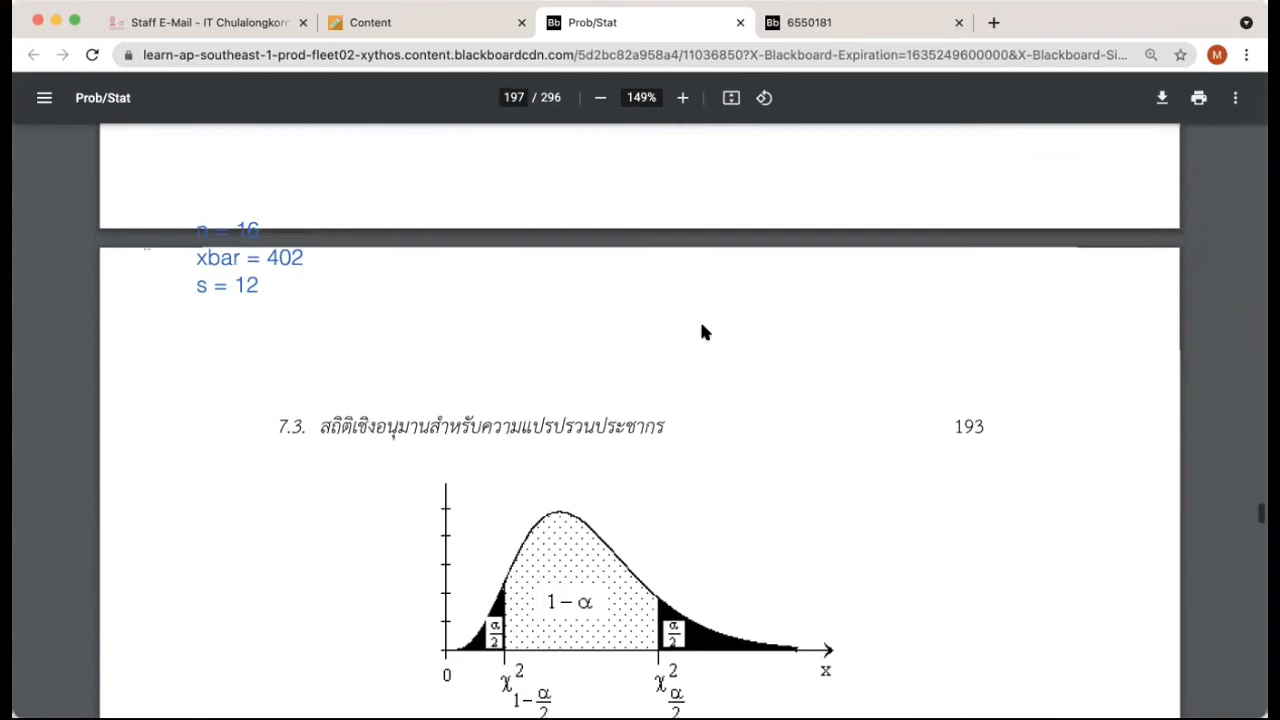 Staff E-Mail - IT Chulalongkorn
Content
Bb Prob/Stat
Bb 6550181
learn-ap-southeast-1-prod-fleet02-xythos.content.blackboardcdn.com/5d2bc82a958a4/11036850?X-Blackboard-Expiration=1635249600000&X-Blackboard-Si...
M
Prob/Stat
197 / 296
149%
n = 16
xbar = 402
s = 12
7.3. สถิติเชิงอนุมานสำหรับความแปรปรวนประชากร 193
1 − α
α/2
α/2
0
x
χ²1−α/2
χ²α/2